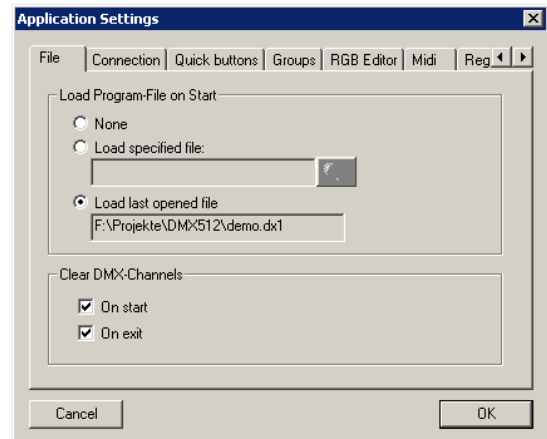 Application Settings
File Connection Quick buttons Groups RGB Editor Midi Reg
Load Program-File on Start
None
Load specified file:
Load last opened file
F:\Projekte\DMX512\demo.dx1
Clear DMX-Channels
On start
On exit
Cancel OK